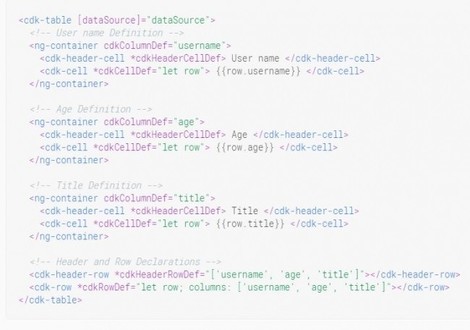 <cdk-table [dataSource]="dataSource">
<!-- User name Definition -->
<ng-container cdkColumnDef="username">
<cdk-header-cell *cdkHeaderCellDef> User name </cdk-header-cell>
<cdk-cell *cdkCellDef="let row"> {{row.username}} </cdk-cell>
</ng-container>
<!-- Age Definition -->
<ng-container cdkColumnDef="age">
<cdk-header-cell *cdkHeaderCellDef> Age </cdk-header-cell>
<cdk-cell *cdkCellDef="let row"> {{row.age}} </cdk-cell>
</ng-container>
<!-- Title Definition -->
<ng-container cdkColumnDef="title">
<cdk-header-cell *cdkHeaderCellDef> Title </cdk-header-cell>
<cdk-cell *cdkCellDef="let row"> {{row.title}} </cdk-cell>
</ng-container>
<!-- Header and Row Declarations -->
<cdk-header-row *cdkHeaderRowDef="['username', 'age', 'title']"></cdk-header-row>
<cdk-row *cdkRowDef="let row; columns: ['username', 'age', 'title']"></cdk-row>
</cdk-table>